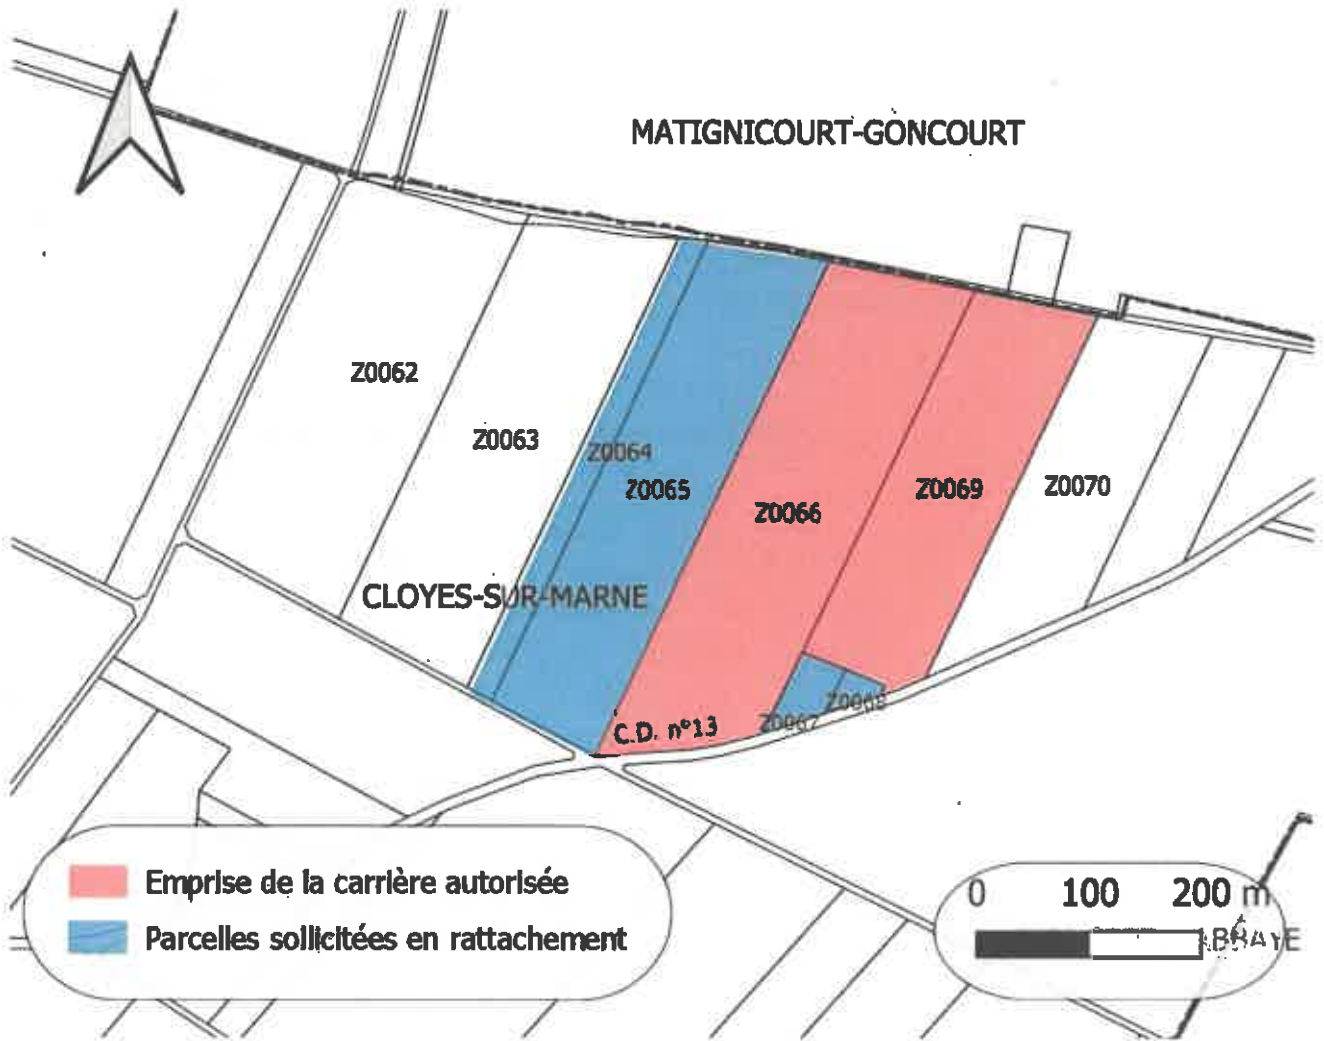 MATIGNICOURT-GONCOURT
Z0062
Z0063
Z0064
Z0065
Z0066
Z0069
Z0070
CLOYES-SUR-MARNE
Z0068
Z0067
C.D. n°13
Emprise de la carrière autorisée
Parcelles sollicitées en rattachement
0 100 200 m
ABBAYE